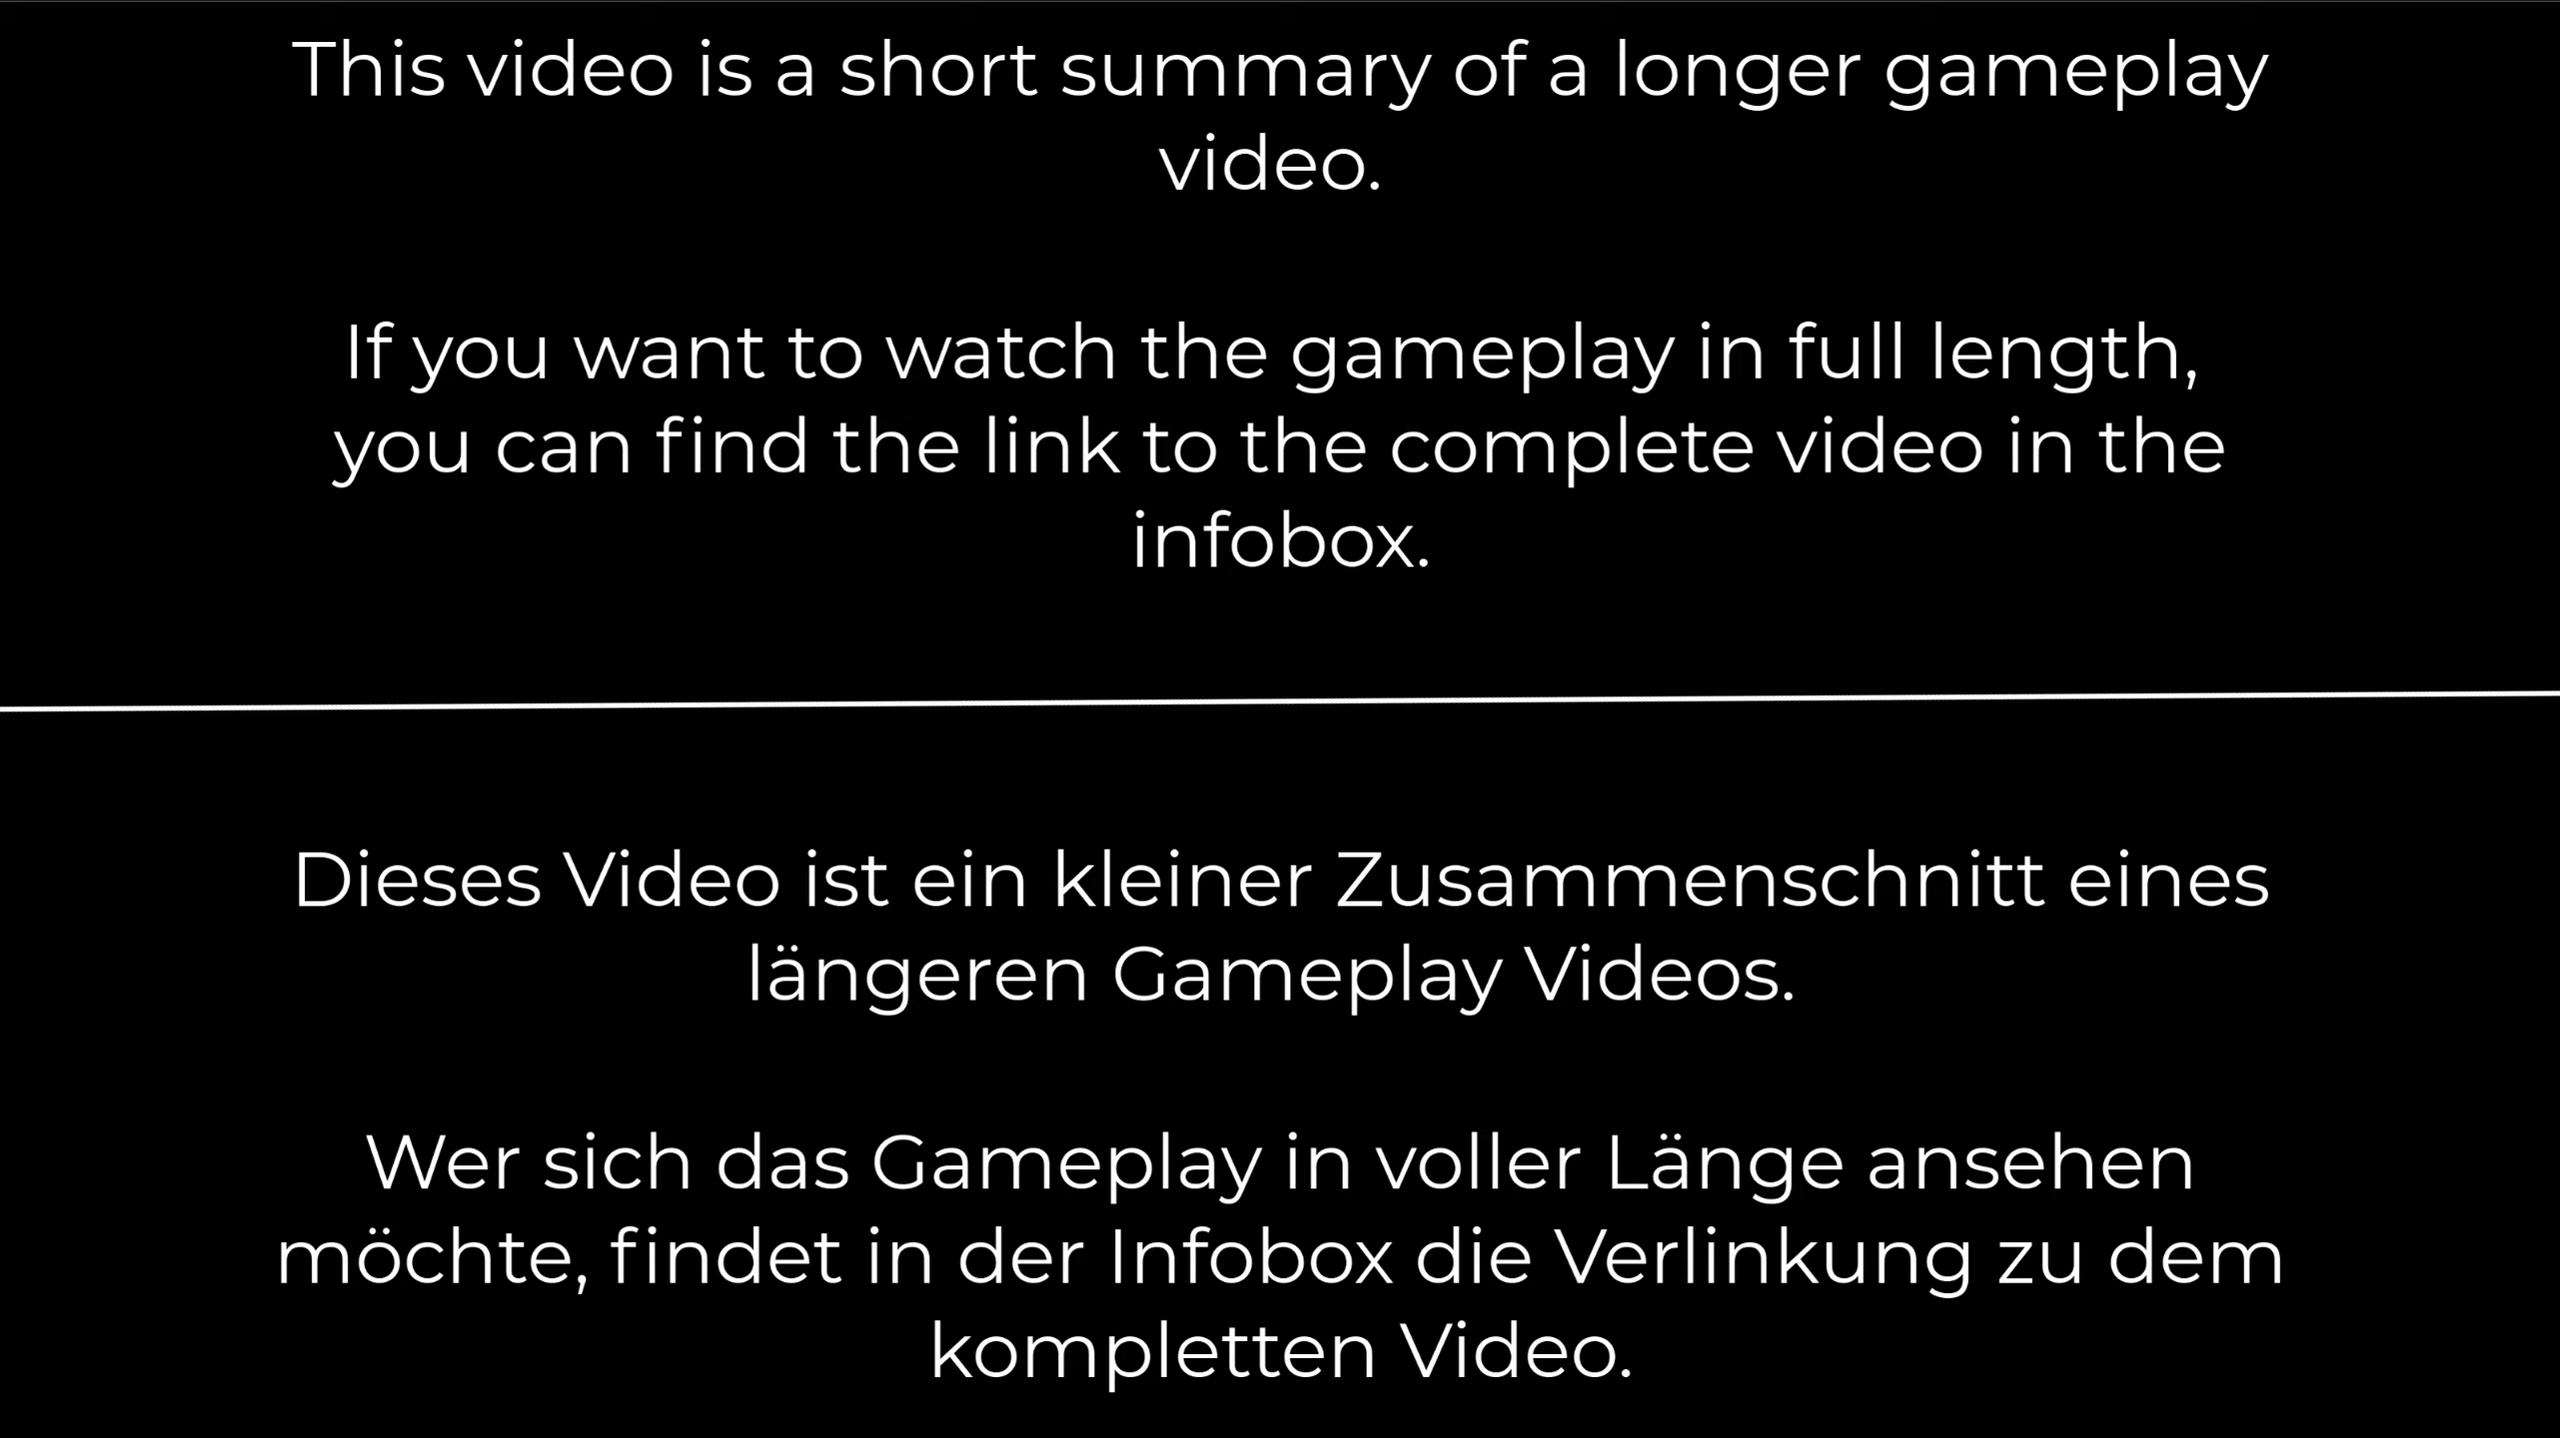 This video is a short summary of a longer gameplay
video.
If you want to watch the gameplay in full length,
you can find the link to the complete video in the
infobox.
Dieses Video ist ein kleiner Zusammenschnitt eines
längeren Gameplay Videos.
Wer sich das Gameplay in voller Länge ansehen
möchte, findet in der Infobox die Verlinkung zu dem
kompletten Video.